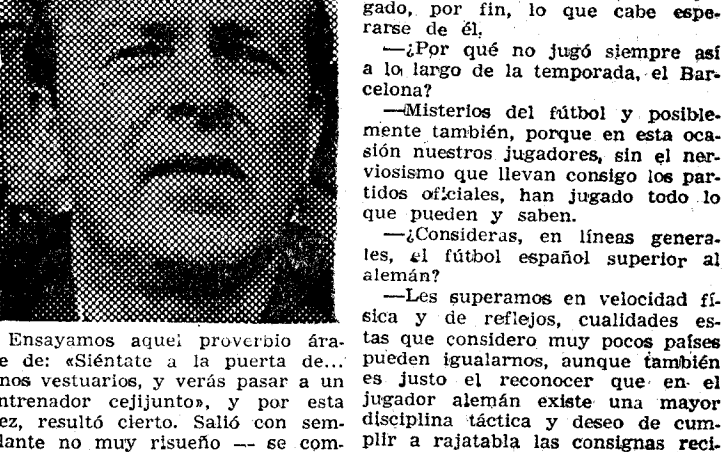 Ensayamos aquel proverbio ára-
e de: «Siéntate a la puerta de...
nos vestuarios, y verás pasar a un
ntrenador cejijunto», y por esta
ez, resultó cierto. Salió con sem-
lante no muy risueño — se com-
gado, por fin, lo que cabe espe-
rarse de él.
—¿Por qué no jugó siempre así
a lo largo de la temporada, el Bar-
celona?
—Misterios del fútbol y posible-
mente también, porque en esta oca-
sión nuestros jugadores, sin el ner-
viosismo que llevan consigo los par-
tidos oficiales, han jugado todo lo
que pueden y saben.
—¿Consideras, en líneas genera-
les, el fútbol español superior al
alemán?
—Les superamos en velocidad fí-
sica y de reflejos, cualidades es-
tas que considero muy pocos países
pueden igualarnos, aunque también
es justo el reconocer que en el
jugador alemán existe una mayor
disciplina táctica y deseo de cum-
plir a rajatabla las consignas reci-